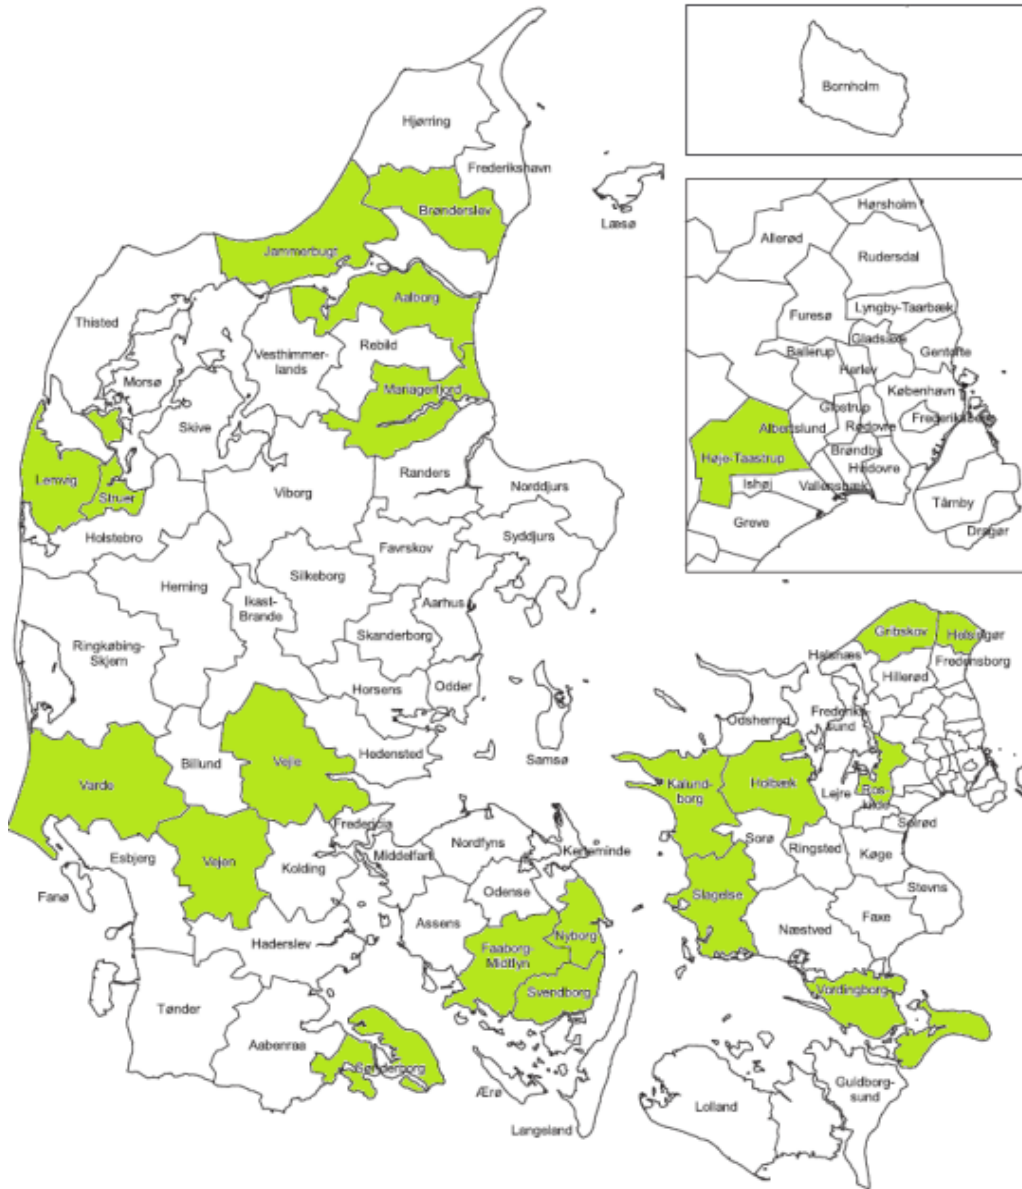 Bornholm
Hjørring
Frederikshavn
Læsø
Brønderslev
Jammerbugt
Aalborg
Thisted
Vesthimmer-
lands
Rebild
Morsø
Mariagerfjord
Skive
Lemvig
Struer
Viborg
Randers
Norddjurs
Holstebro
Favrskov
Syddjurs
Herning
Silkeborg
Ikast-
Brande
Aarhus
Skanderborg
Ringkøbing-
Skjern
Horsens
Odder
Hedensted
Samsø
Billund
Vejle
Varde
Fredericia
Esbjerg
Vejen
Kolding
Middelfart
Nordfyns
Kerteminde
Fanø
Odense
Assens
Haderslev
Faaborg-
Midtfyn
Nyborg
Svendborg
Tønder
Aabenraa
Sønderborg
Ærø
Langeland
Hørsholm
Allerød
Rudersdal
Furesø
Lyngby-Taarbæk
Gladsaxe
Ballerup
Gentofte
Herlev
København
Glostrup
Frederiksberg
Albertslund
Rødovre
Brøndby
Høje-Taastrup
Hvidovre
Ishøj
Vallensbæk
Tårnby
Greve
Dragør
Gribskov
Helsingør
Halsnæs
Fredensborg
Hillerød
Odsherred
Frederiks-
sund
Kalund-
borg
Holbæk
Lejre
Ros-
kilde
Solrød
Sorø
Ringsted
Køge
Slagelse
Stevns
Næstved
Faxe
Vordingborg
Guldborg-
sund
Lolland